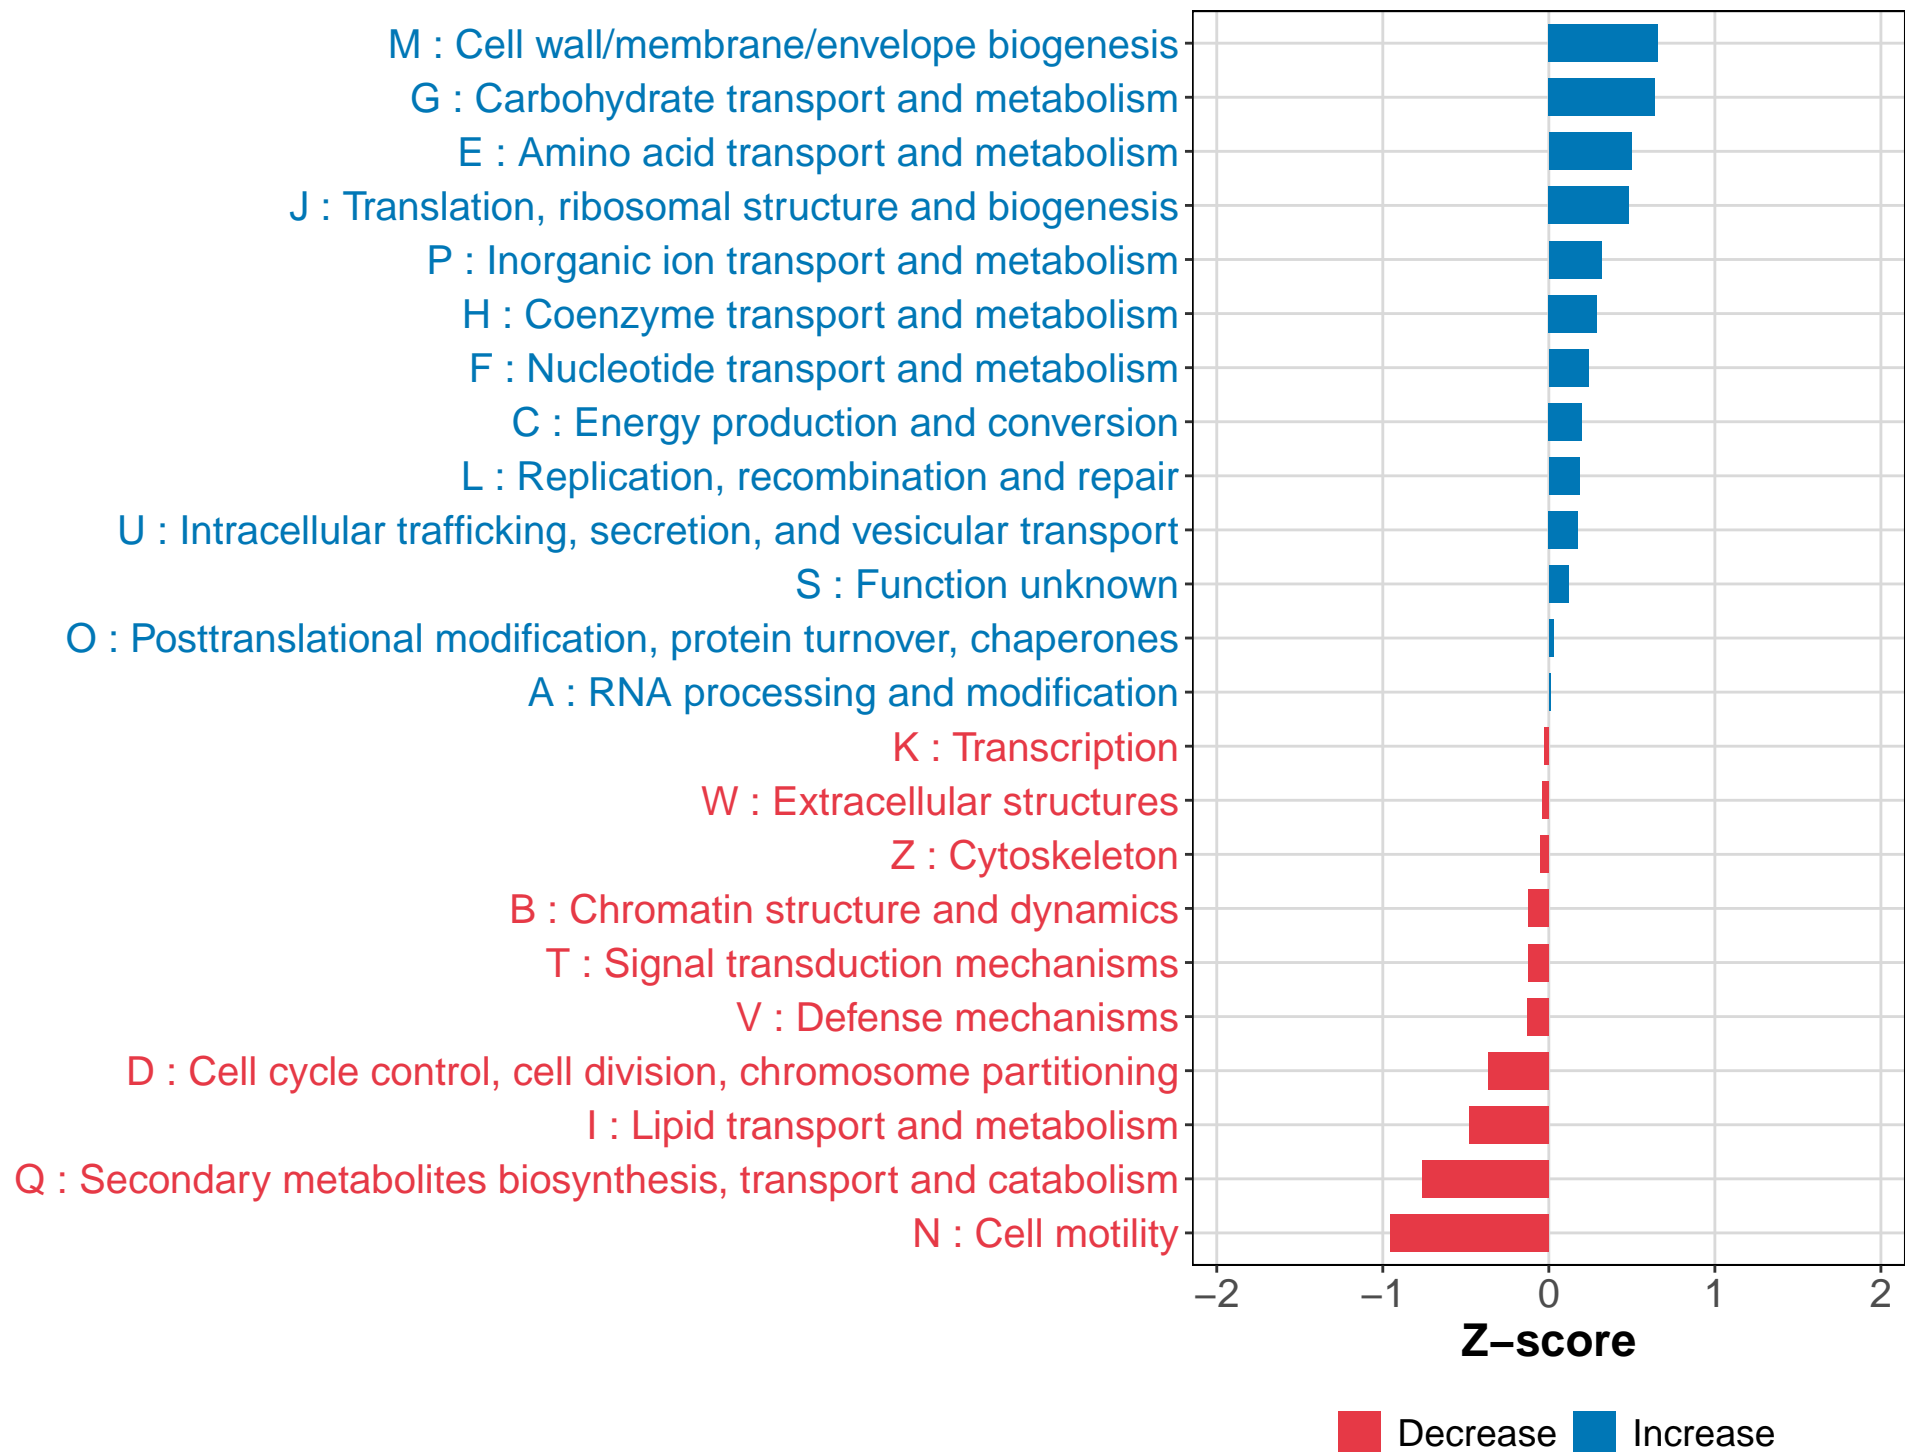 M : Cell wall/membrane/envelope biogenesis
G : Carbohydrate transport and metabolism
E : Amino acid transport and metabolism
J : Translation, ribosomal structure and biogenesis
P : Inorganic ion transport and metabolism
H : Coenzyme transport and metabolism
F : Nucleotide transport and metabolism
C : Energy production and conversion
L : Replication, recombination and repair
U : Intracellular trafficking, secretion, and vesicular transport
S : Function unknown
O : Posttranslational modification, protein turnover, chaperones
A : RNA processing and modification
K : Transcription
W : Extracellular structures
Z : Cytoskeleton
B : Chromatin structure and dynamics
T : Signal transduction mechanisms
V : Defense mechanisms
D : Cell cycle control, cell division, chromosome partitioning
I : Lipid transport and metabolism
Q : Secondary metabolites biosynthesis, transport and catabolism
N : Cell motility
−2 −1 0 1 2
Z−score
Decrease Increase